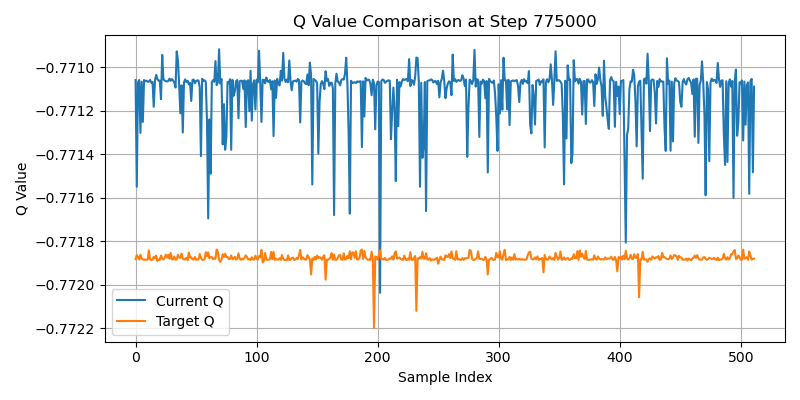 Q Value Comparison at Step 775000
−0.7710
−0.7712
−0.7714
−0.7716
−0.7718
−0.7720
−0.7722
Q Value
Current Q
Target Q
0
100
200
300
400
500
Sample Index